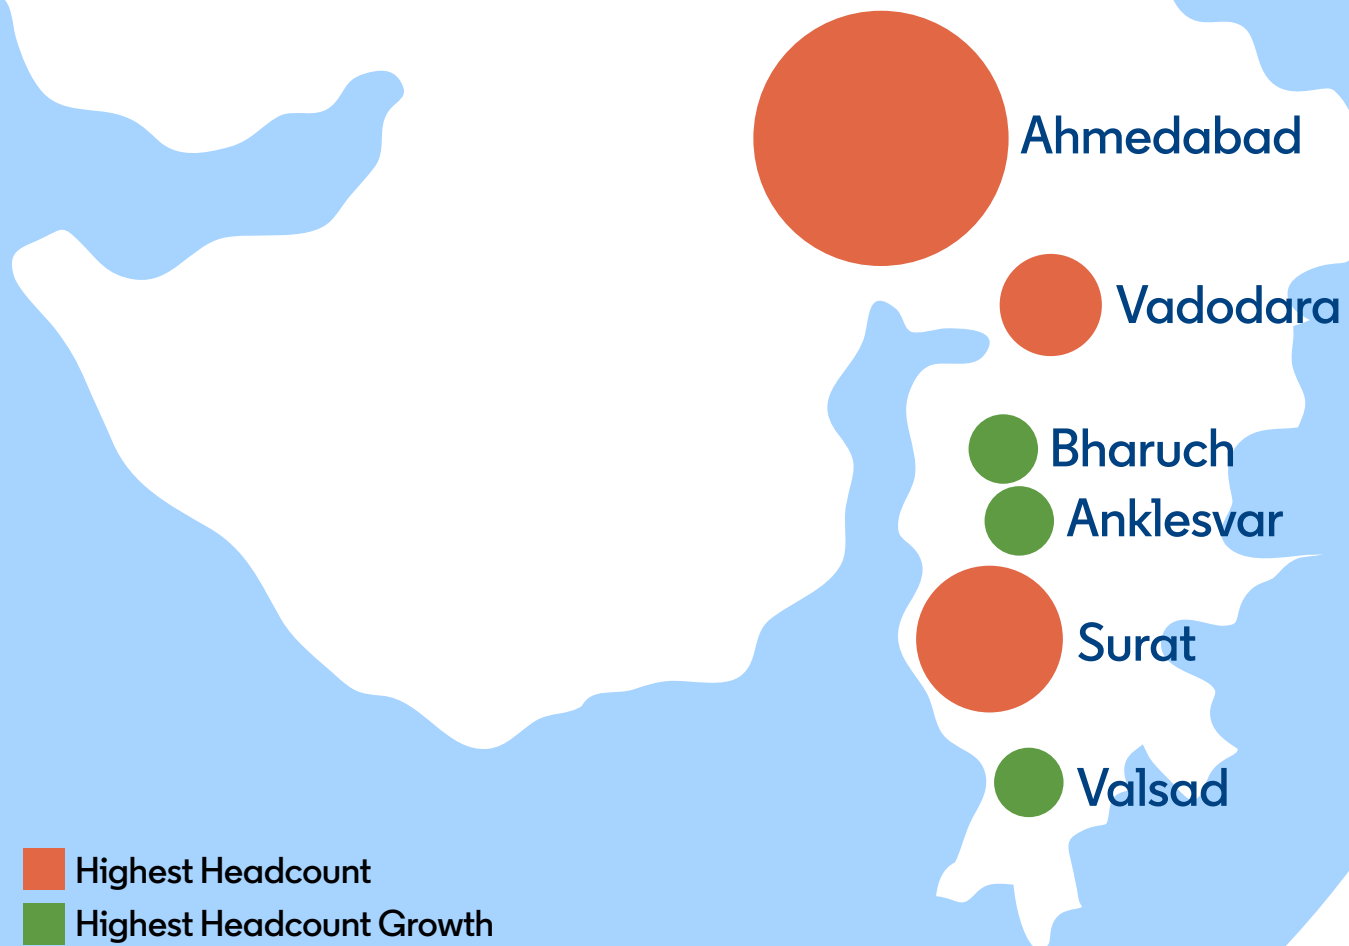 Ahmedabad
Vadodara
Bharuch
Anklesvar
Surat
Valsad
Highest Headcount
Highest Headcount Growth